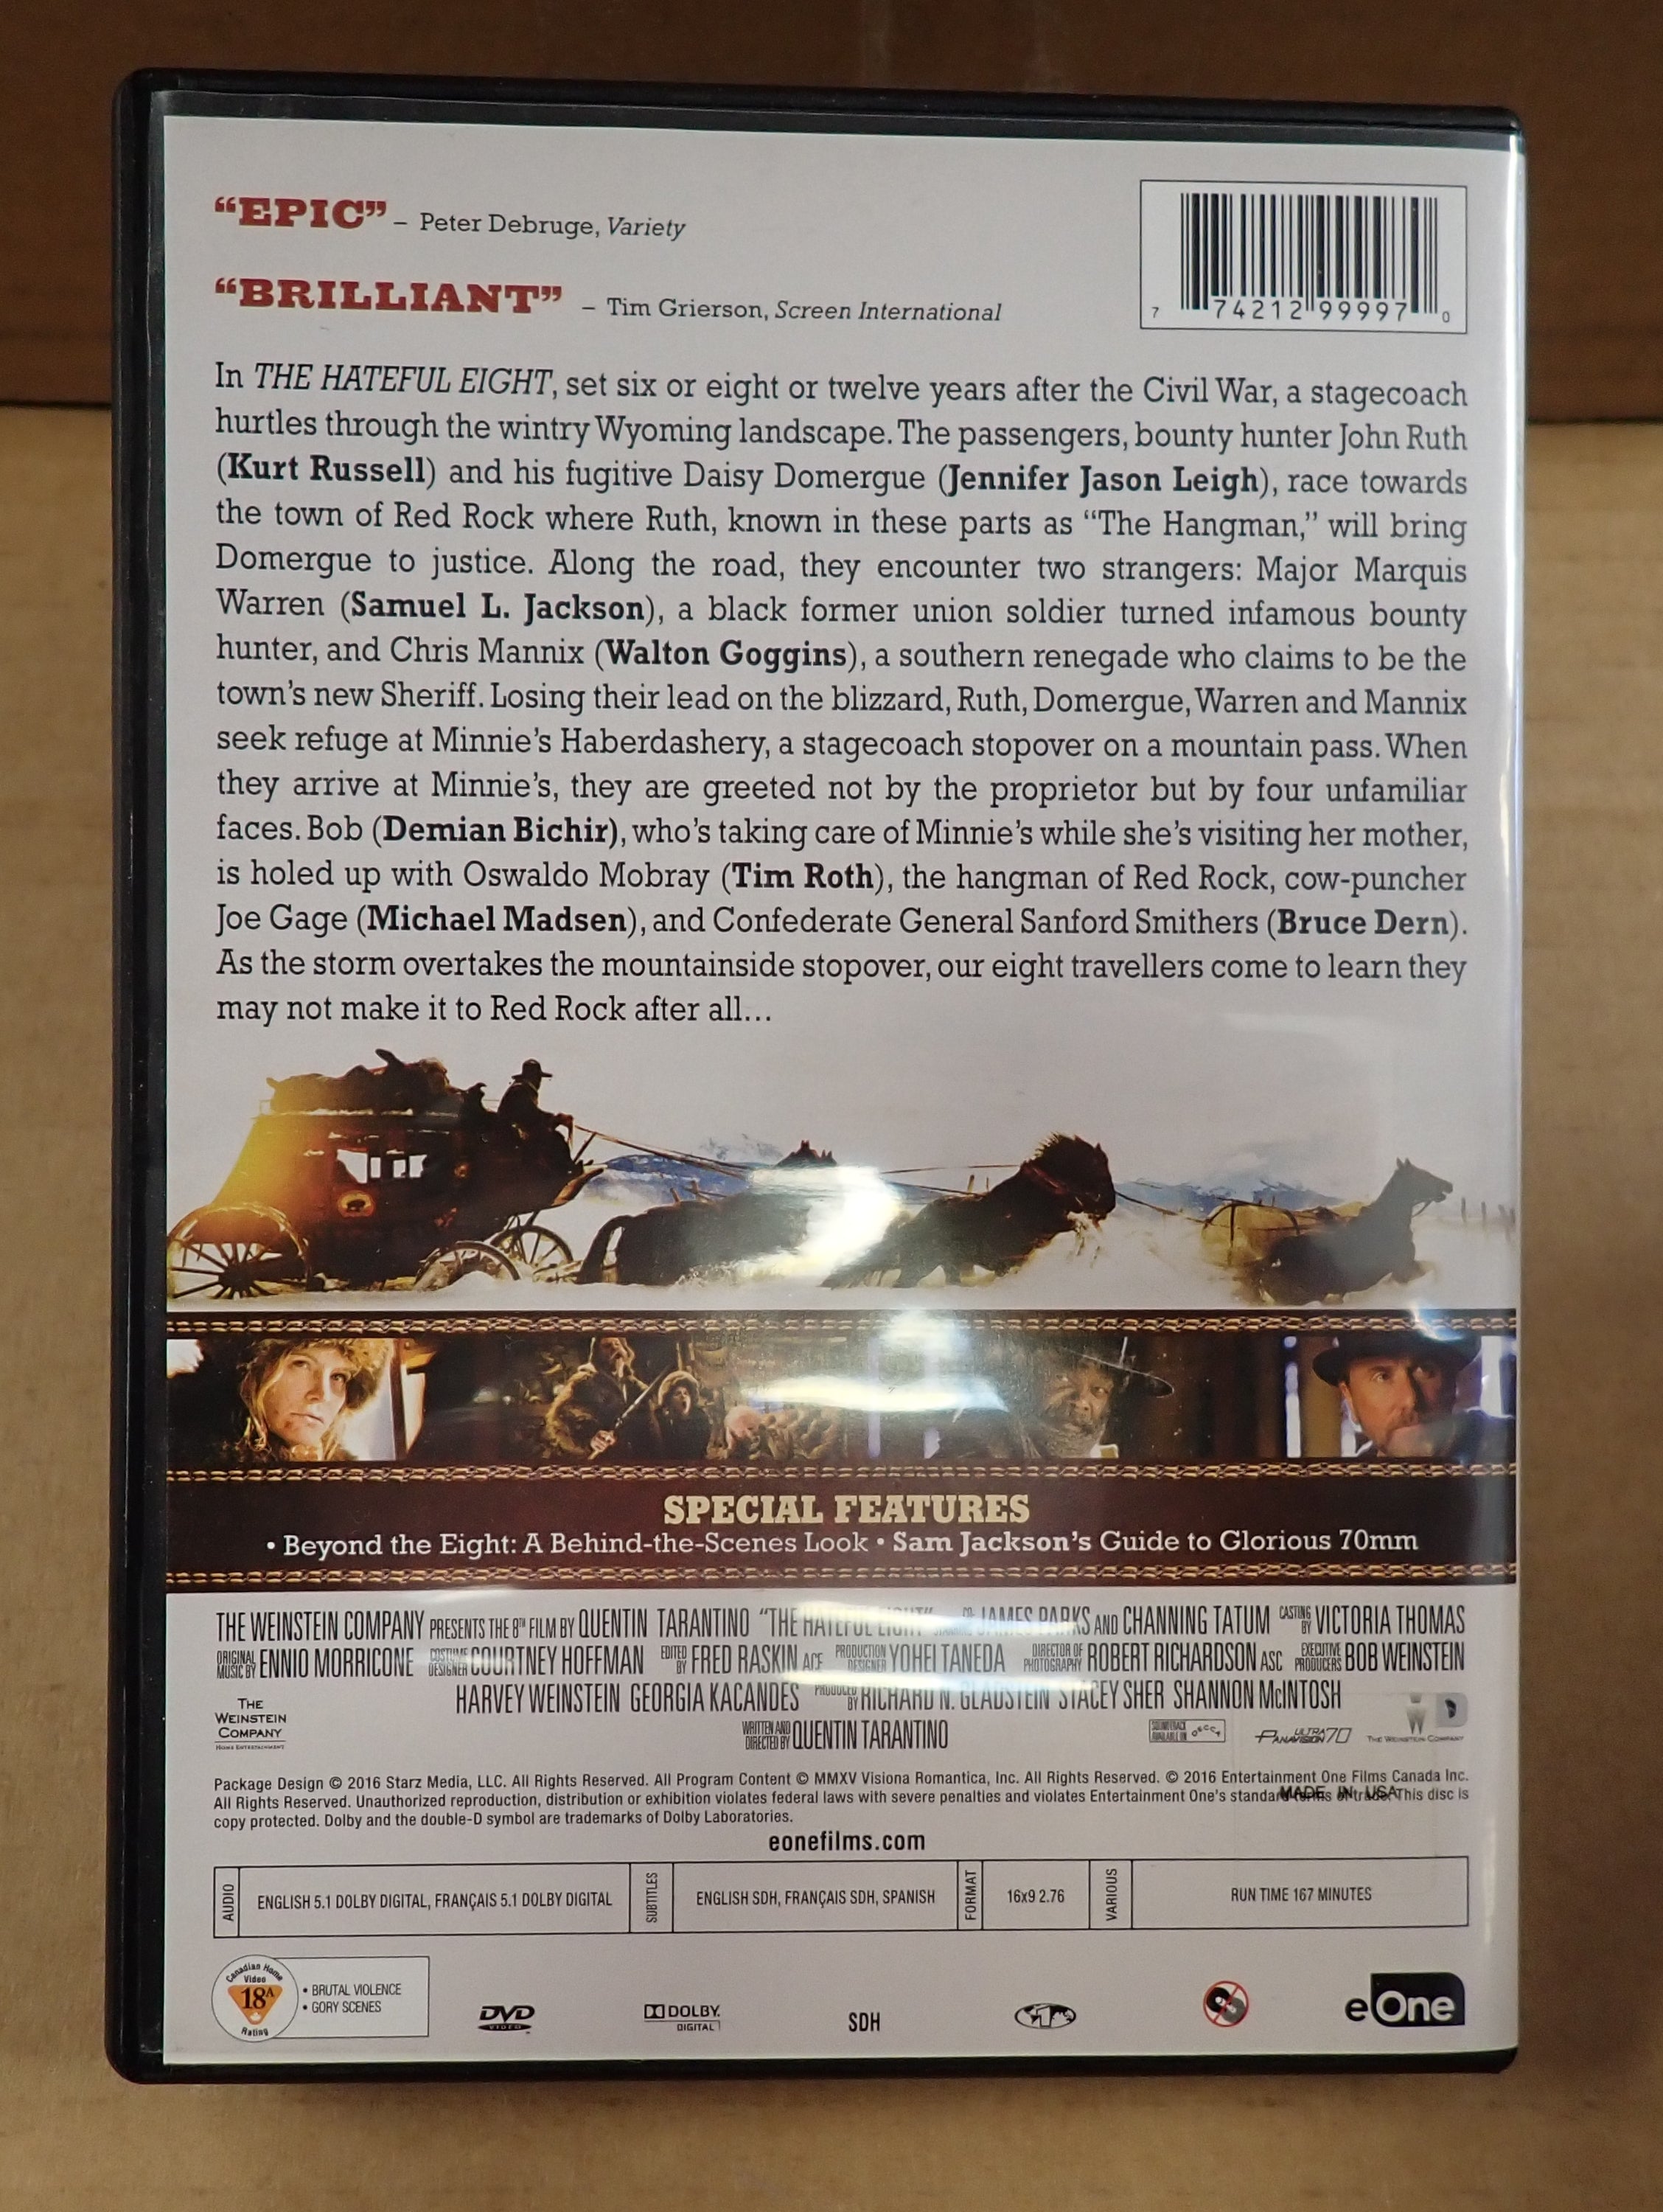 “EPIC” – Peter Debruge, Variety
“BRILLIANT” – Tim Grierson, Screen International
7 74212 99997 0
In THE HATEFUL EIGHT, set six or eight or twelve years after the Civil War, a stagecoach
hurtles through the wintry Wyoming landscape. The passengers, bounty hunter John Ruth
(Kurt Russell) and his fugitive Daisy Domergue (Jennifer Jason Leigh), race towards
the town of Red Rock where Ruth, known in these parts as “The Hangman,” will bring
Domergue to justice. Along the road, they encounter two strangers: Major Marquis
Warren (Samuel L. Jackson), a black former union soldier turned infamous bounty
hunter, and Chris Mannix (Walton Goggins), a southern renegade who claims to be the
town’s new Sheriff. Losing their lead on the blizzard, Ruth, Domergue, Warren and Mannix
seek refuge at Minnie’s Haberdashery, a stagecoach stopover on a mountain pass. When
they arrive at Minnie’s, they are greeted not by the proprietor but by four unfamiliar
faces. Bob (Demian Bichir), who’s taking care of Minnie’s while she’s visiting her mother,
is holed up with Oswaldo Mobray (Tim Roth), the hangman of Red Rock, cow-puncher
Joe Gage (Michael Madsen), and Confederate General Sanford Smithers (Bruce Dern).
As the storm overtakes the mountainside stopover, our eight travellers come to learn they
may not make it to Red Rock after all…
SPECIAL FEATURES
• Beyond the Eight: A Behind-the-Scenes Look • Sam Jackson’s Guide to Glorious 70mm
THE WEINSTEIN COMPANY PRESENTS THE 8TH FILM BY QUENTIN TARANTINO “THE HATEFUL EIGHT” JAMES PARKS AND CHANNING TATUM CASTING BY VICTORIA THOMAS
ORIGINAL MUSIC BY ENNIO MORRICONE COSTUME DESIGNER COURTNEY HOFFMAN EDITED BY FRED RASKIN ACE PRODUCTION DESIGNER YOHEI TANEDA DIRECTOR OF PHOTOGRAPHY ROBERT RICHARDSON ASC EXECUTIVE PRODUCERS BOB WEINSTEIN
HARVEY WEINSTEIN GEORGIA KACANDES PRODUCED BY RICHARD N. GLADSTEIN STACEY SHER SHANNON McINTOSH
WRITTEN AND DIRECTED BY QUENTIN TARANTINO
THE
WEINSTEIN
COMPANY
HOME ENTERTAINMENT
SOUNDTRACK AVAILABLE ON DECCA
ULTRA PANAVISION 70
W
THE WEINSTEIN COMPANY
Package Design © 2016 Starz Media, LLC. All Rights Reserved. All Program Content © MMXV Visiona Romantica, Inc. All Rights Reserved. © 2016 Entertainment One Films Canada Inc.
All Rights Reserved. Unauthorized reproduction, distribution or exhibition violates federal laws with severe penalties and violates Entertainment One's standard terms of trade. This disc is
MADE IN USA
copy protected. Dolby and the double-D symbol are trademarks of Dolby Laboratories.
eonefilms.com
AUDIO ENGLISH 5.1 DOLBY DIGITAL, FRANÇAIS 5.1 DOLBY DIGITAL SUBTITLES ENGLISH SDH, FRANÇAIS SDH, SPANISH FORMAT 16x9 2.76 VARIOUS RUN TIME 167 MINUTES
Canadian Home Video 18A Rating
• BRUTAL VIOLENCE
• GORY SCENES
DVD VIDEO
DOLBY DIGITAL
SDH
1
eOne